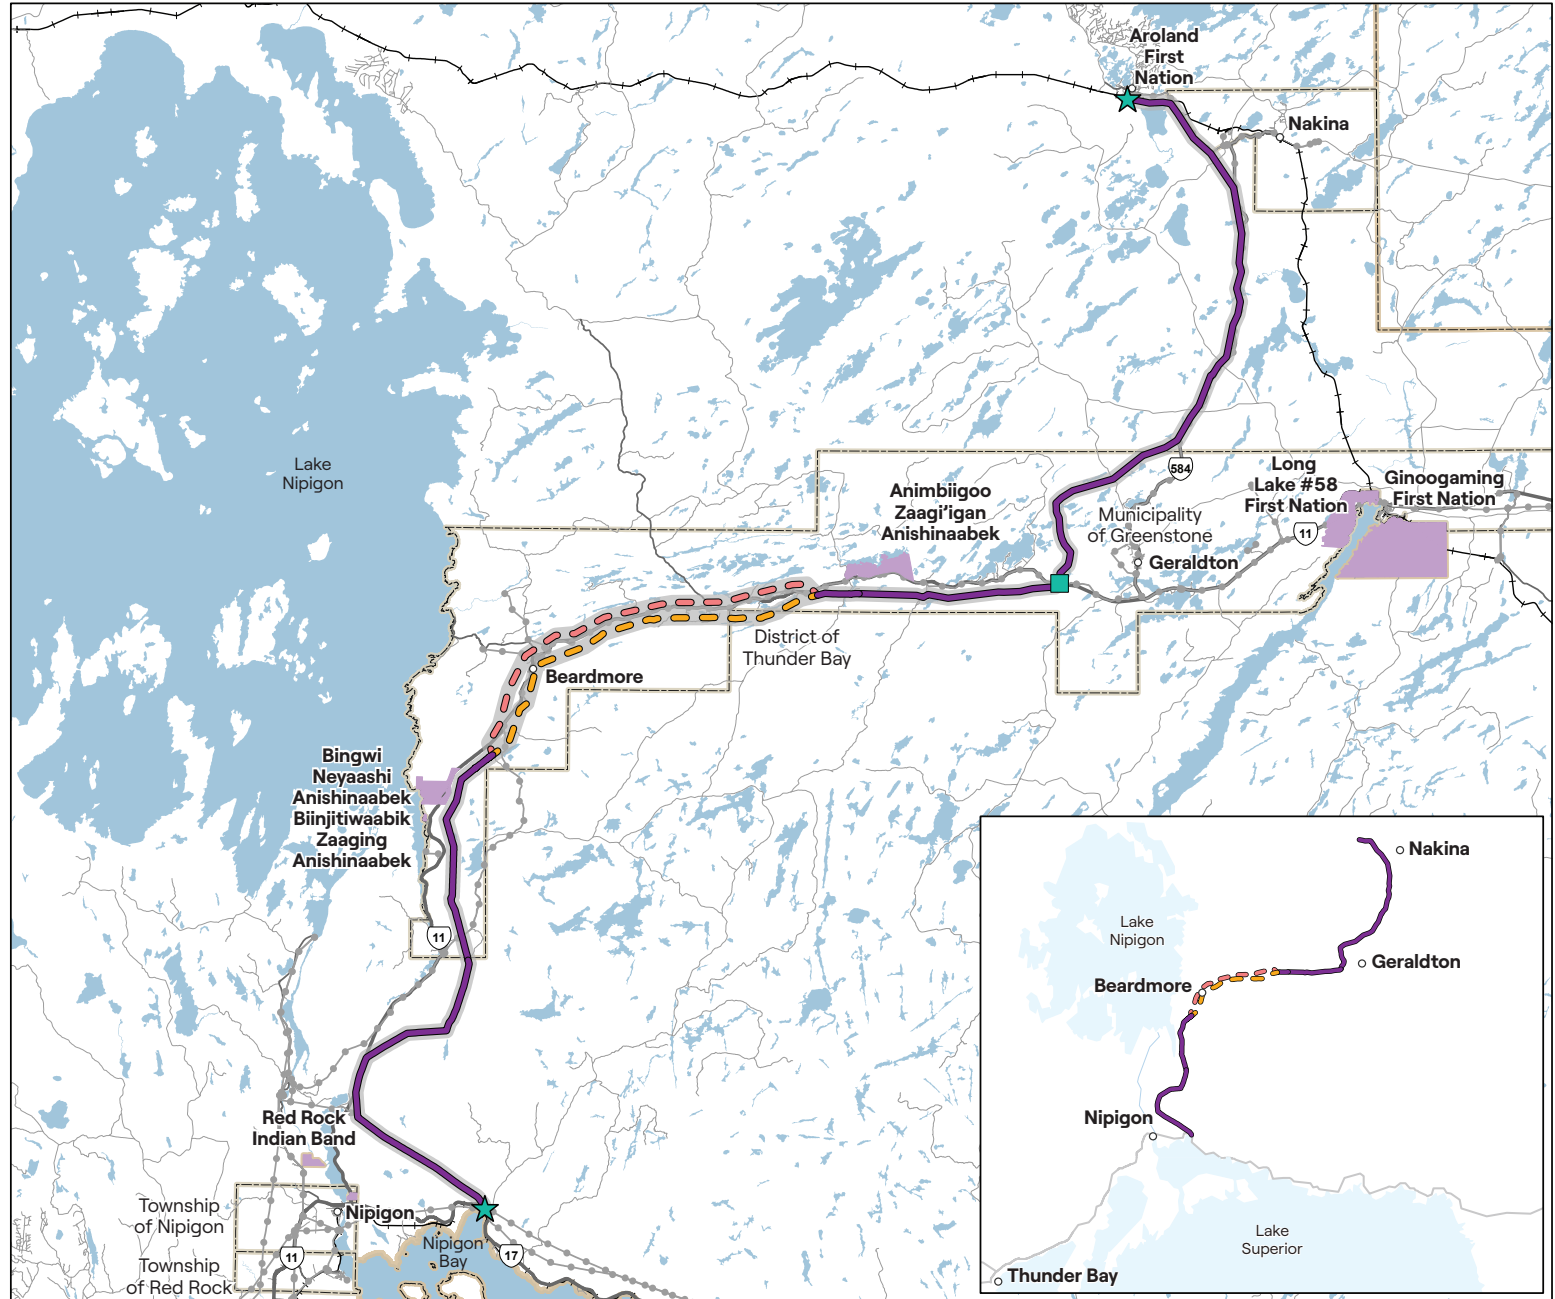 Aroland
First
Nation
Nakina
Lake
Nipigon
584
Long
Lake #58
First Nation
Ginoogaming
First Nation
Animbiigoo
Zaagi'igan
Anishinaabek
Municipality
of Greenstone
11
Geraldton
District of
Thunder Bay
Beardmore
Bingwi
Neyaashi
Anishinaabek
Biinjitiwaabik
Zaaging
Anishinaabek
11
Red Rock
Indian Band
Township
of Nipigon
Nipigon
Nipigon
Bay
17
11
Township
of Red Rock
Nakina
Lake
Nipigon
Geraldton
Beardmore
Nipigon
Lake
Superior
Thunder Bay